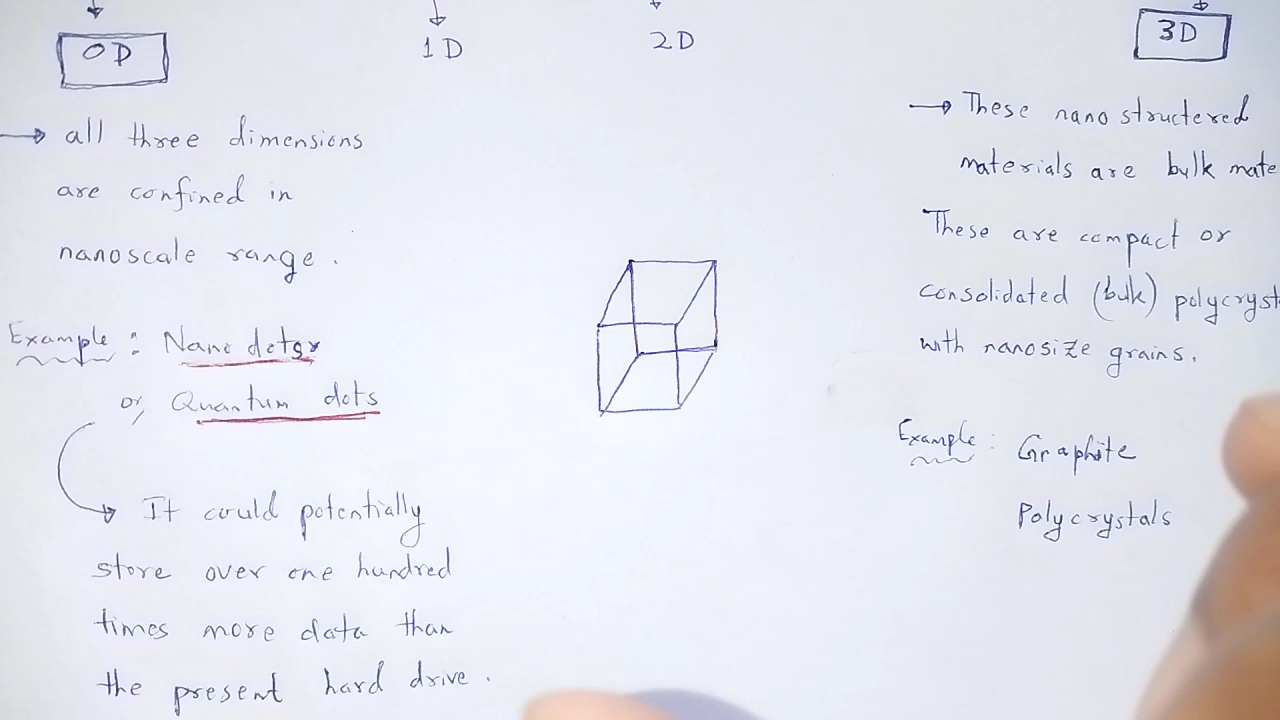 0D
1D
2D
3D
→ all three dimensions
are confined in
nanoscale range.
Example: Nano dots
or, Quantum dots
It could potentially
store over one hundred
times more data than
the present hard drive.
→ These nano structered
materials are bulk mate
These are compact or
consolidated (bulk) polycryst
with nanosize grains.
Example: Graphite
Polycrystals